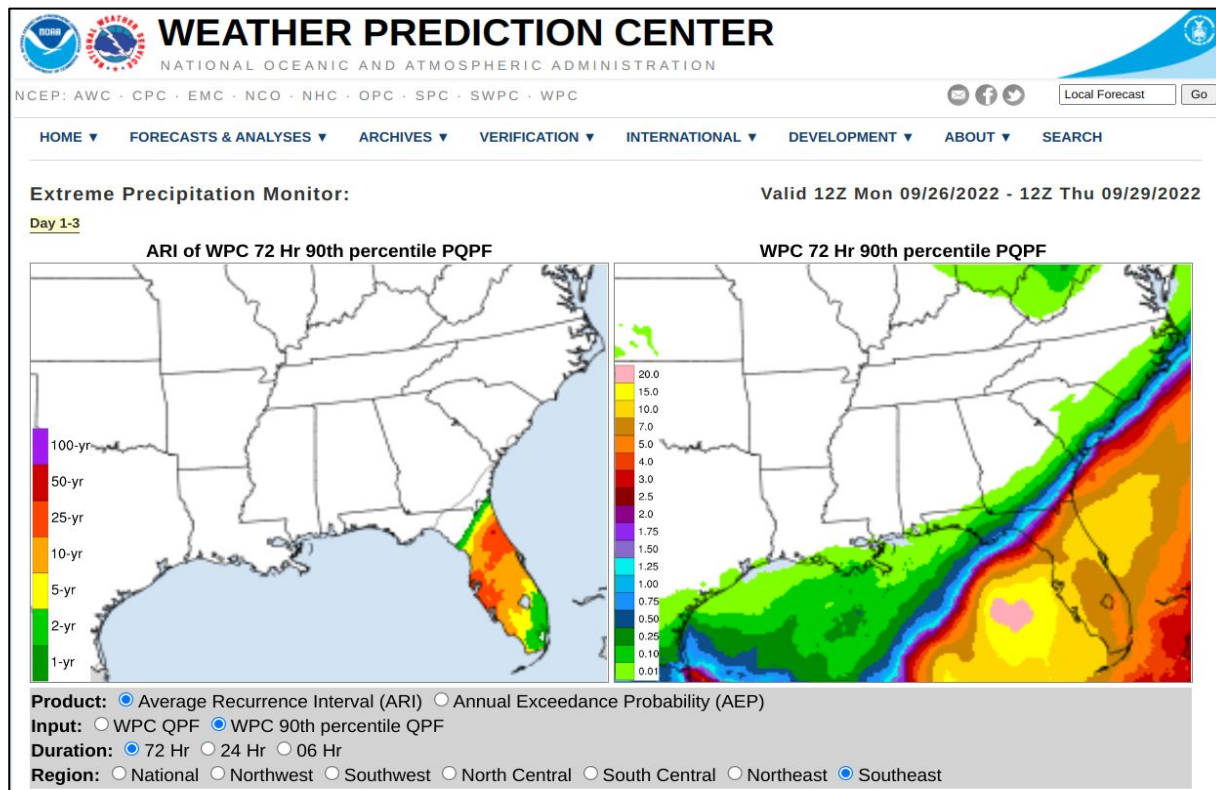 NOAA
WEATHER PREDICTION CENTER
NATIONAL OCEANIC AND ATMOSPHERIC ADMINISTRATION
NCEP: AWC · CPC · EMC · NCO · NHC · OPC · SPC · SWPC · WPC
Local Forecast
Go
HOME ▼ FORECASTS & ANALYSES ▼ ARCHIVES ▼ VERIFICATION ▼ INTERNATIONAL ▼ DEVELOPMENT ▼ ABOUT ▼ SEARCH
Extreme Precipitation Monitor:
Valid 12Z Mon 09/26/2022 - 12Z Thu 09/29/2022
Day 1-3
ARI of WPC 72 Hr 90th percentile PQPF
100-yr
50-yr
25-yr
10-yr
5-yr
2-yr
1-yr
WPC 72 Hr 90th percentile PQPF
20.0
15.0
10.0
7.0
5.0
4.0
3.0
2.5
2.0
1.75
1.50
1.25
1.00
0.75
0.50
0.25
0.10
0.01
Product: Average Recurrence Interval (ARI) Annual Exceedance Probability (AEP)
Input: WPC QPF WPC 90th percentile QPF
Duration: 72 Hr 24 Hr 06 Hr
Region: National Northwest Southwest North Central South Central Northeast Southeast